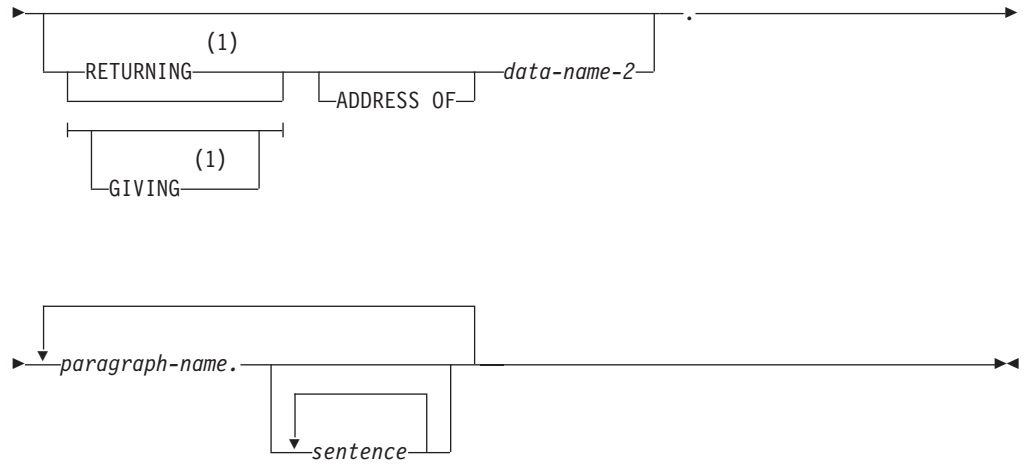 .
(1)
RETURNING data-name-2
ADDRESS OF
(1)
GIVING
paragraph-name.
sentence